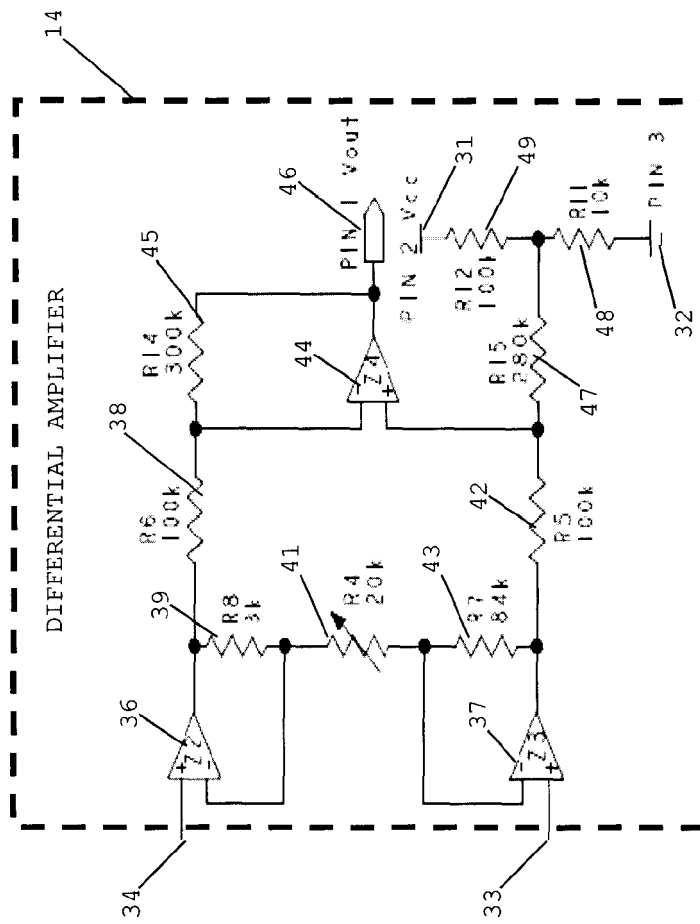 DIFFERENTIAL AMPLIFIER
14
34
36
Z2
+
-
39
R8
3k
R6
100k
38
R14
300k
45
41
R4
20k
44
Z4
-
+
46
PIN 1 Vout
PIN 2 Vcc
31
43
R7
84k
42
R5
100k
R15
280k
47
R12
100k
49
33
37
Z3
-
+
R11
10k
48
PIN 3
32